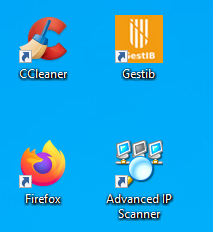 GestIB
CCleaner
Gestib
Firefox
Advanced IP
Scanner